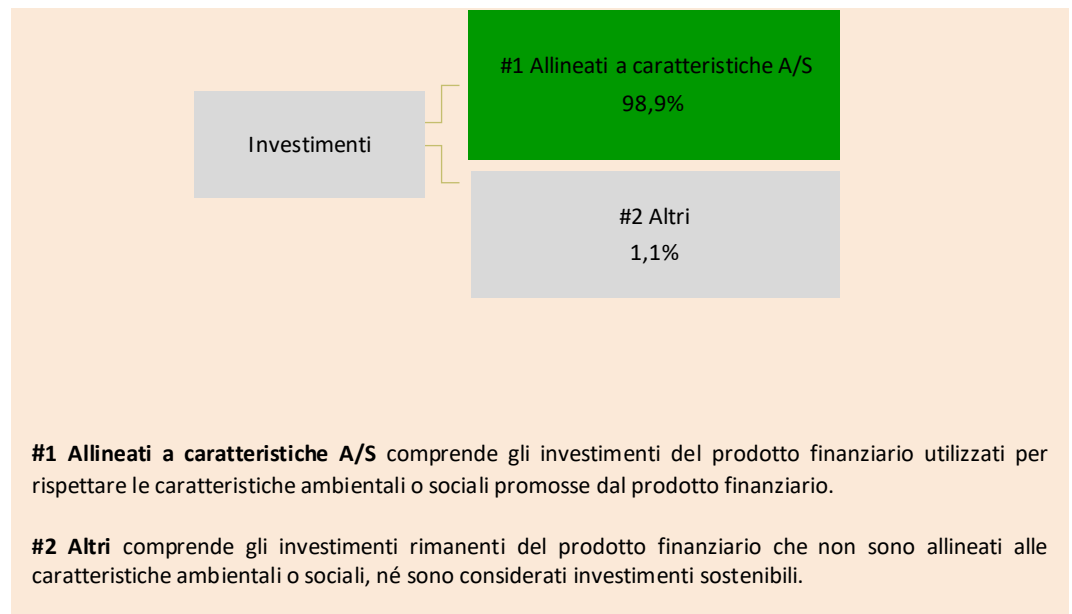 #1 Allineati a caratteristiche A/S
98,9%
Investimenti
#2 Altri
1,1%
#1 Allineati a caratteristiche A/S comprende gli investimenti del prodotto finanziario utilizzati per
rispettare le caratteristiche ambientali o sociali promosse dal prodotto finanziario.
#2 Altri comprende gli investimenti rimanenti del prodotto finanziario che non sono allineati alle
caratteristiche ambientali o sociali, né sono considerati investimenti sostenibili.